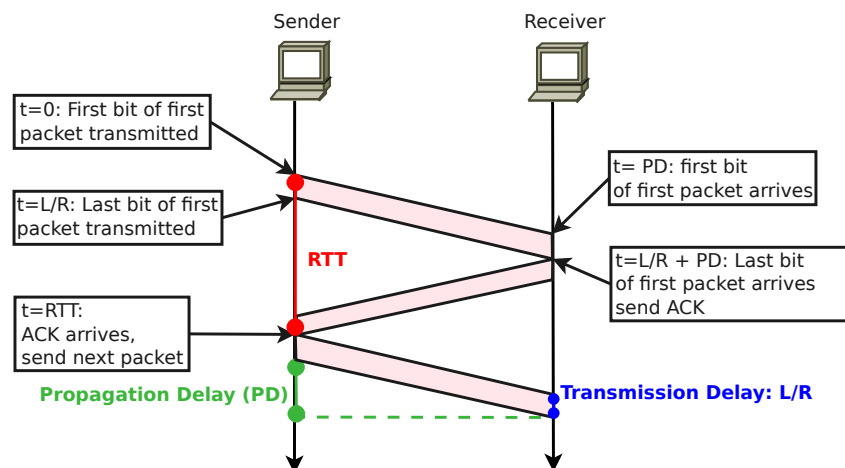 Sender
Receiver
t=0: First bit of first
packet transmitted
t= PD: first bit
of first packet arrives
t=L/R: Last bit of first
packet transmitted
RTT
t=L/R + PD: Last bit
of first packet arrives
send ACK
t=RTT:
ACK arrives,
send next packet
Propagation Delay (PD)
Transmission Delay: L/R